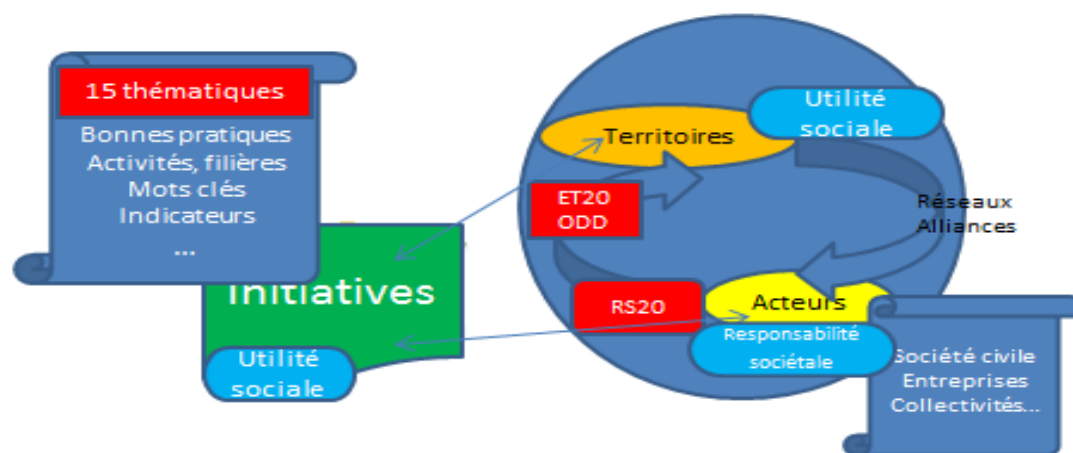 15 thématiques
Bonnes pratiques
Activités, filières
Mots clés
Indicateurs
...
Initiatives
Utilité
sociale
Territoires
Utilité
sociale
ET20
ODD
Réseaux
Alliances
RS20
Acteurs
Responsabilité
sociétale
Société civile
Entreprises
Collectivités...